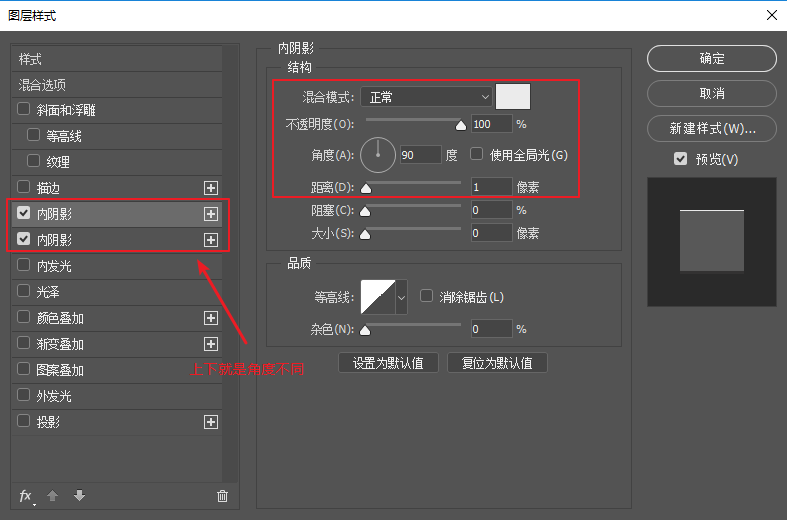 图层样式
样式
混合选项
斜面和浮雕
等高线
纹理
描边
内阴影
内阴影
内发光
光泽
颜色叠加
渐变叠加
图案叠加
外发光
投影
fx
上下就是角度不同
内阴影
结构
混合模式: 正常
不透明度(O): 100 %
角度(A): 90 度 使用全局光(G)
距离(D): 1 像素
阻塞(C): 0 %
大小(S): 0 像素
品质
等高线: 消除锯齿(L)
杂色(N): 0 %
设置为默认值 复位为默认值
确定
取消
新建样式(W)...
预览(V)